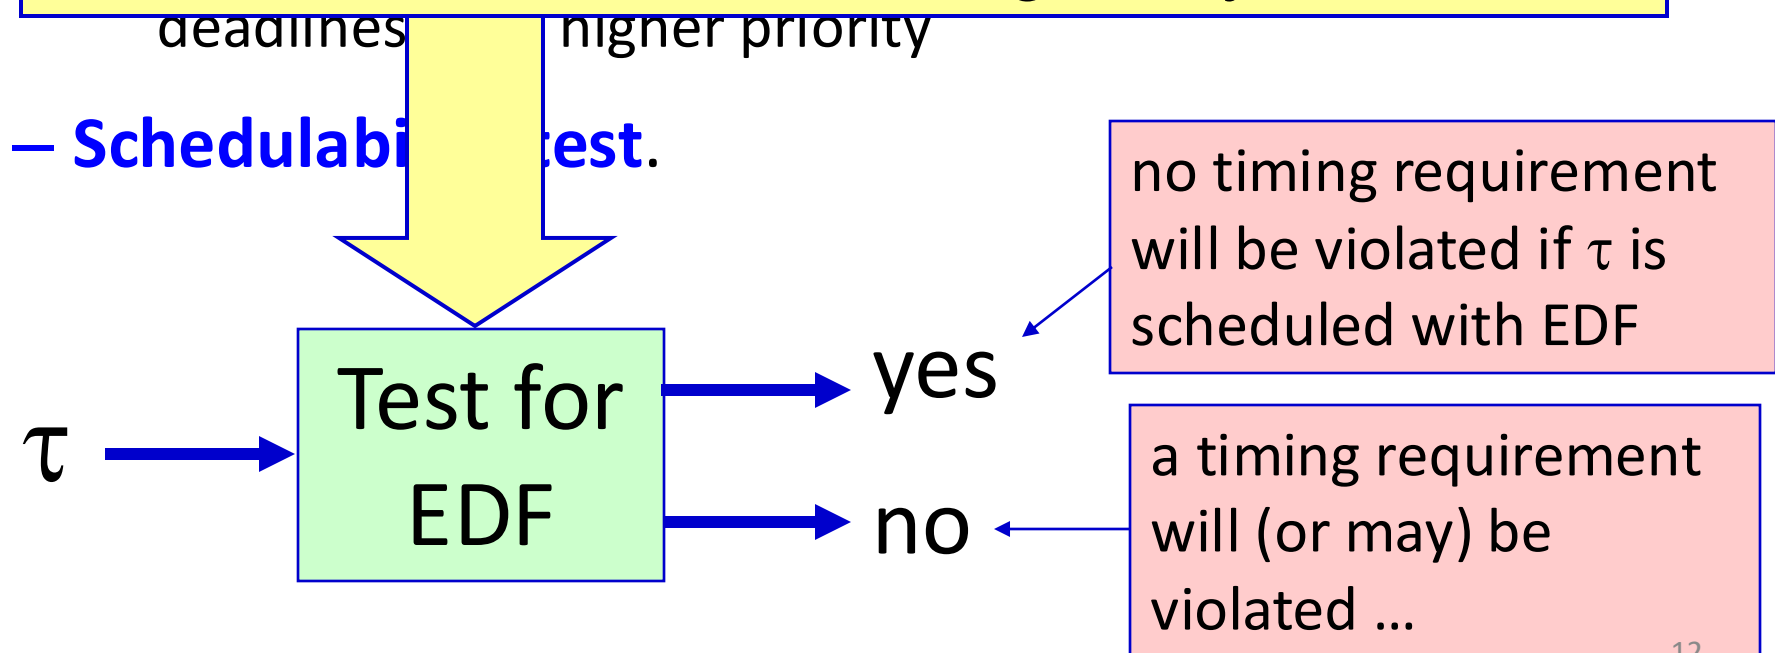 deadlines higher priority
– Schedulabi test.
no timing requirement
will be violated if τ is
scheduled with EDF
yes
Test for
EDF
τ
no
a timing requirement
will (or may) be
violated ...
12